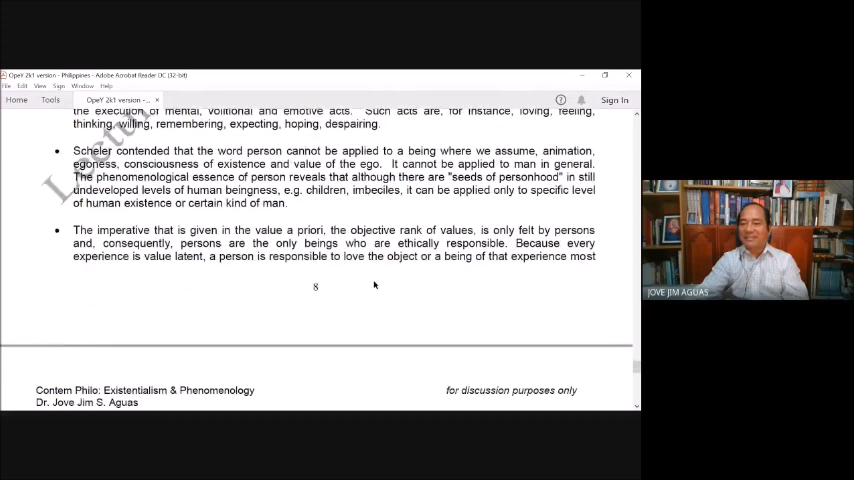 OpeY 2k1 version - Philippines - Adobe Acrobat Reader DC (32-bit)
File Edit View Sign Window Help
Home Tools OpeY 2k1 version -... × Sign In
the execution of mental, volitional and emotive acts. Such acts are, for instance, loving, feeling,
thinking, willing, remembering, expecting, hoping, despairing.
• Scheler contended that the word person cannot be applied to a being where we assume, animation,
egoness, consciousness of existence and value of the ego. It cannot be applied to man in general.
The phenomenological essence of person reveals that although there are "seeds of personhood" in still
undeveloped levels of human beingness, e.g. children, imbeciles, it can be applied only to specific level
of human existence or certain kind of man.
• The imperative that is given in the value a priori, the objective rank of values, is only felt by persons
and, consequently, persons are the only beings who are ethically responsible. Because every
experience is value latent, a person is responsible to love the object or a being of that experience most
8
Contem Philo: Existentialism & Phenomenology for discussion purposes only
Dr. Jove Jim S. Aguas
Lectur
JOVE JIM AGUAS